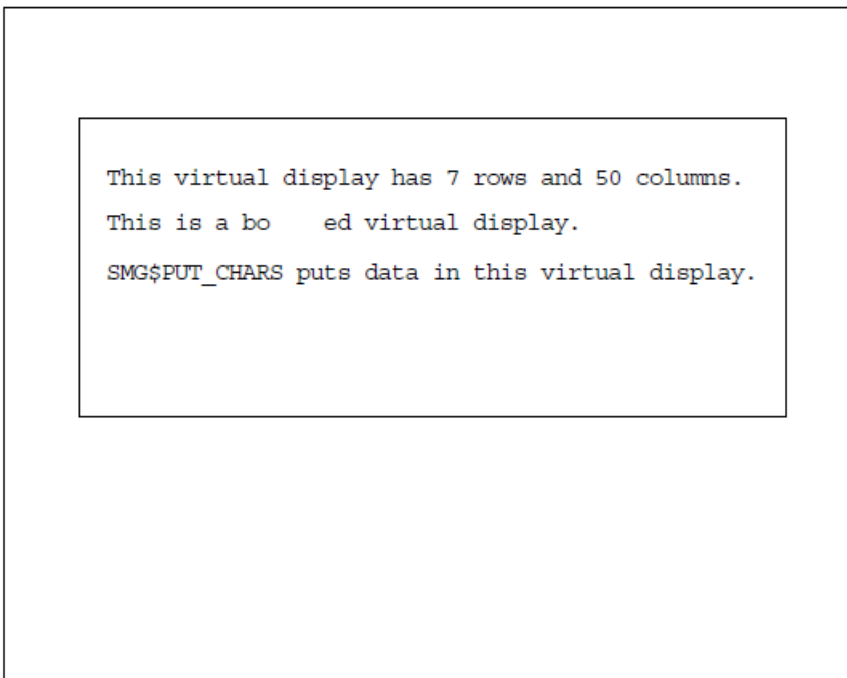 This virtual display has 7 rows and 50 columns.
This is a bo    ed virtual display.
SMG$PUT_CHARS puts data in this virtual display.